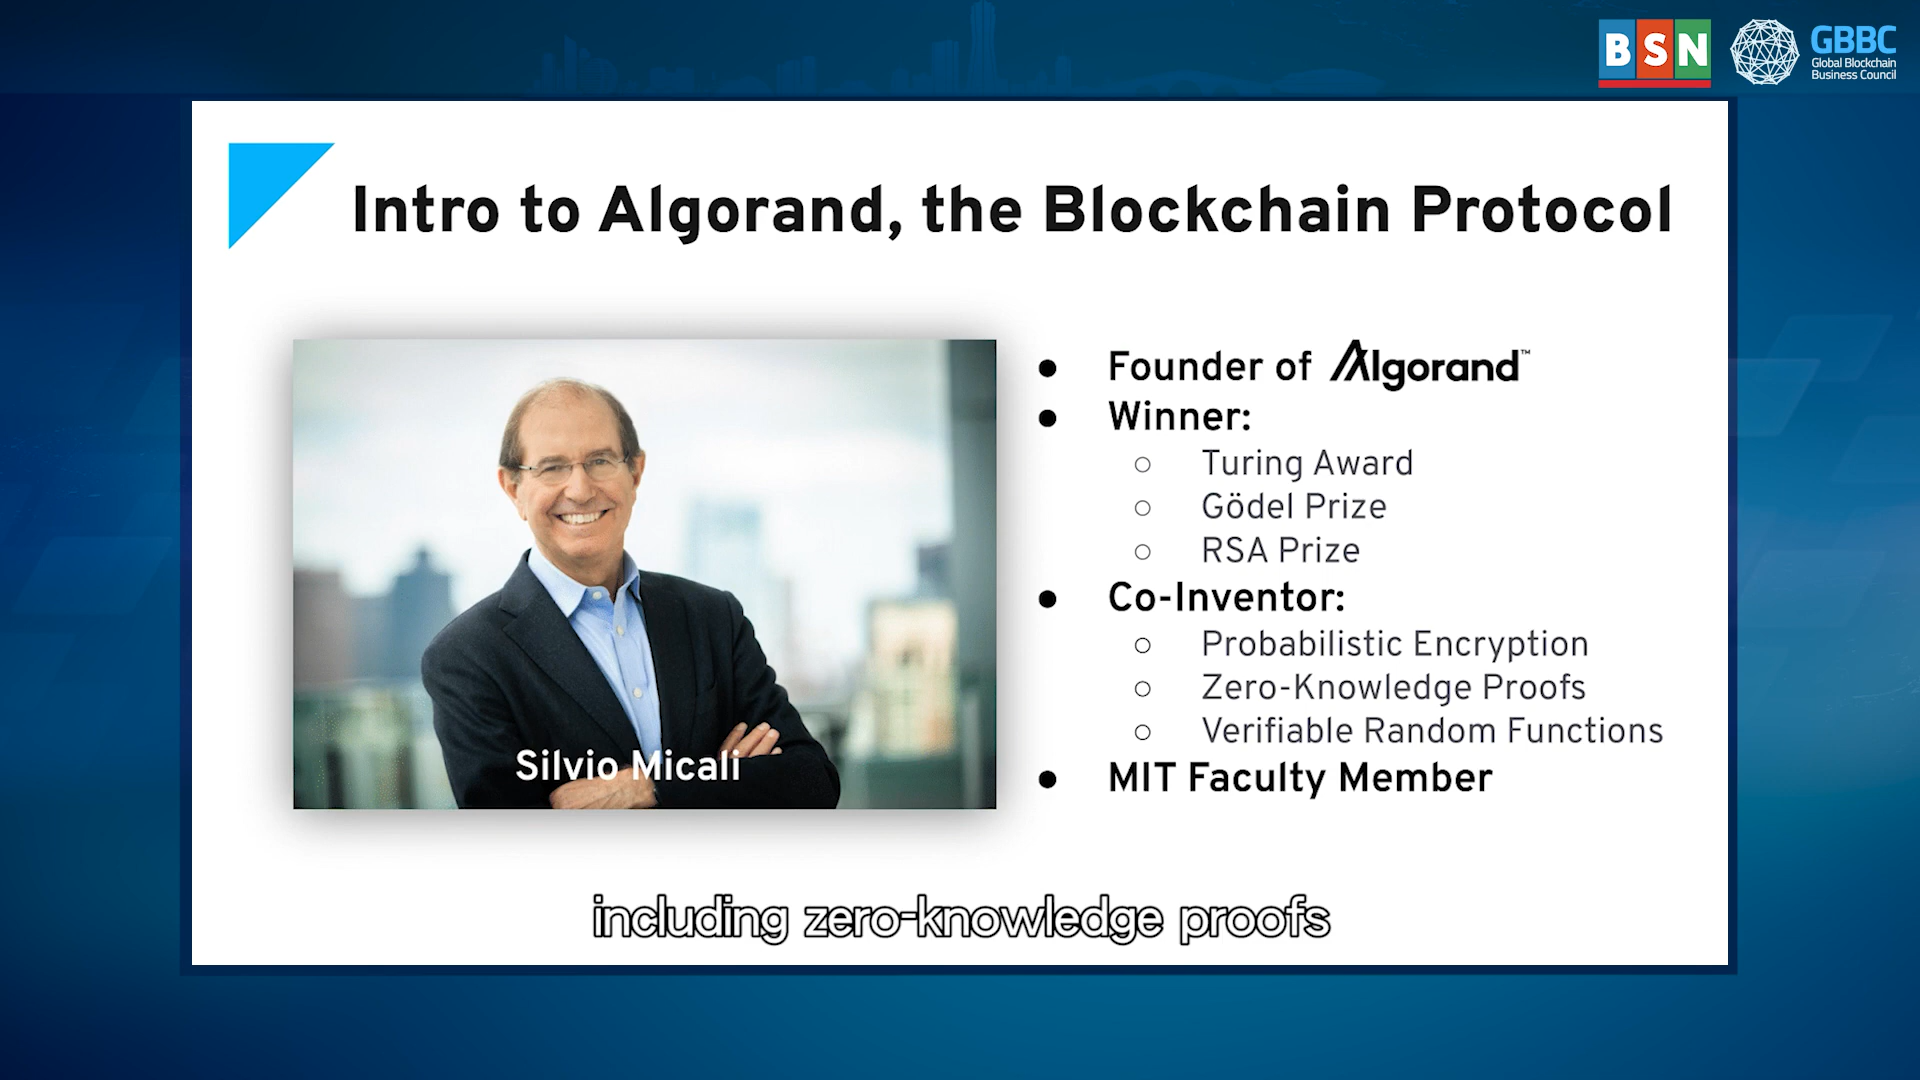 BSN
GBBC
Global Blockchain
Business Council
Intro to Algorand, the Blockchain Protocol
● Founder of Algorand™
● Winner:
○ Turing Award
○ Gödel Prize
○ RSA Prize
● Co-Inventor:
○ Probabilistic Encryption
○ Zero-Knowledge Proofs
○ Verifiable Random Functions
● MIT Faculty Member
Silvio Micali
including zero-knowledge proofs